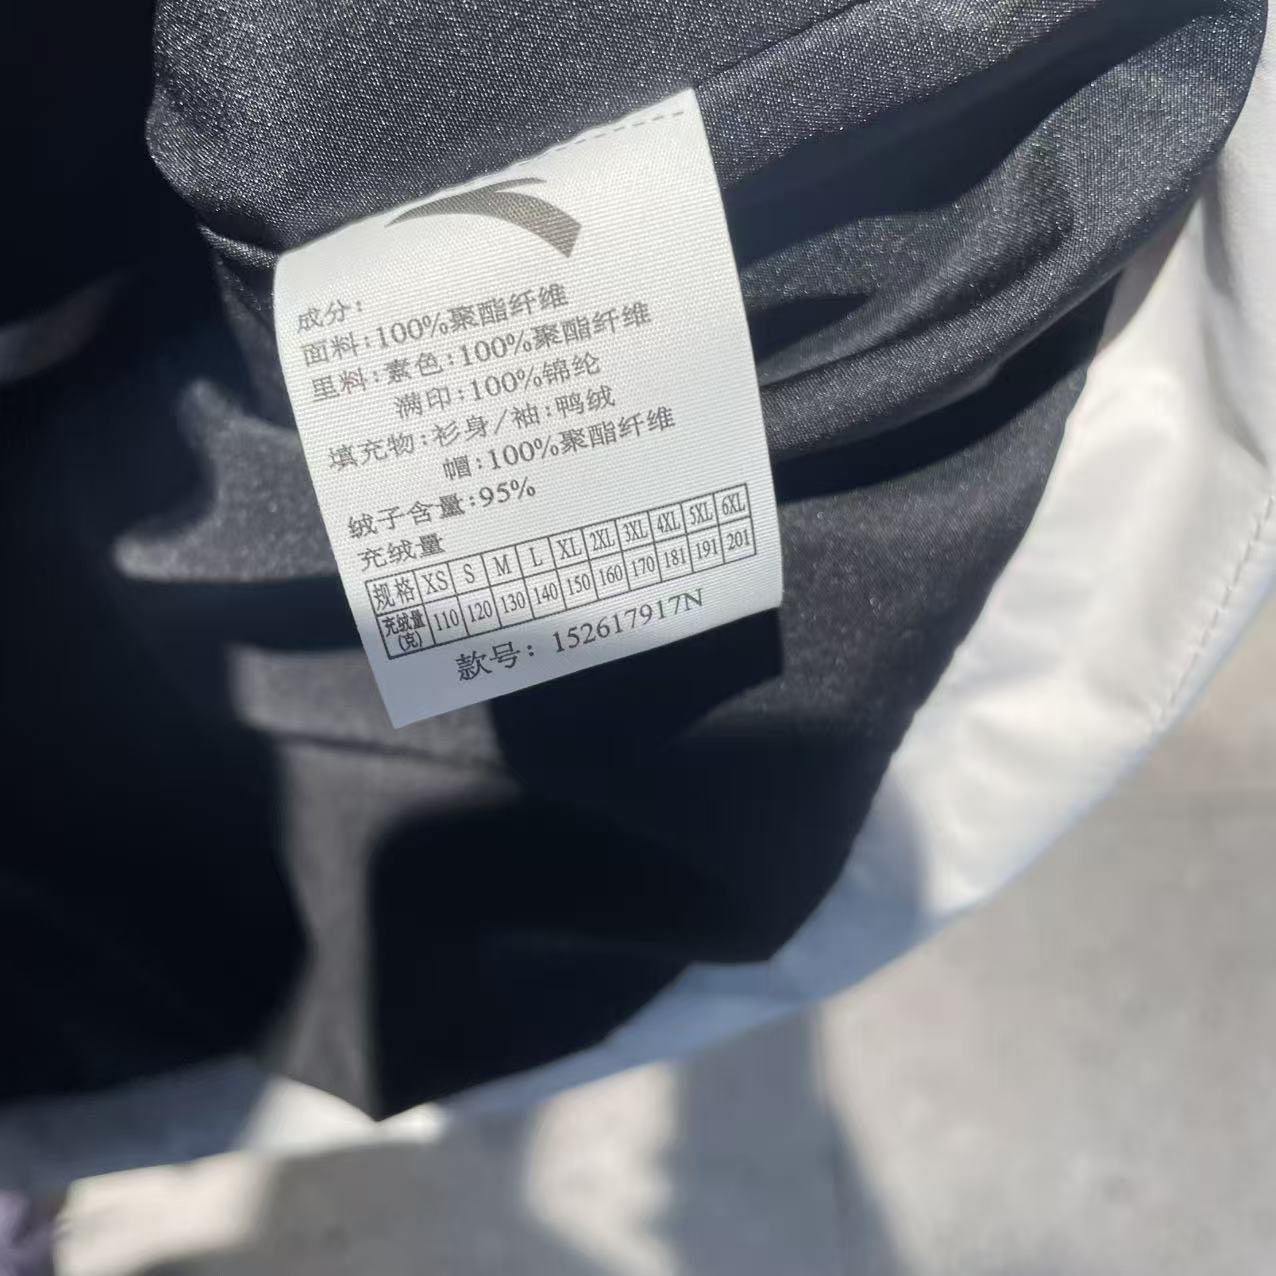 成分:
面料:100%聚酯纤维
里料:素色:100%聚酯纤维
满印:100%锦纶
填充物:衫身/袖:鸭绒
帽:100%聚酯纤维
绒子含量:95%
充绒量
规格 XS S M L XL 2XL 3XL 4XL 5XL 6XL
充绒量(克) 110 120 130 140 150 160 170 181 191 201
款号: 152617917N